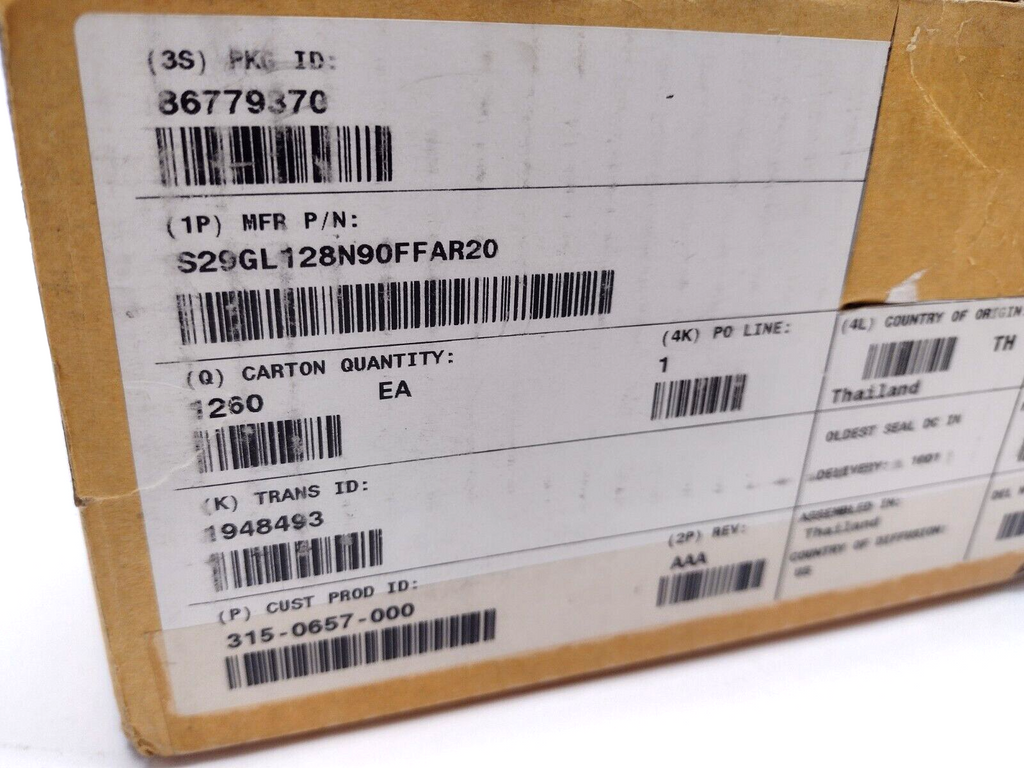 (3S) PKG ID:
86779370
(1P) MFR P/N:
S29GL128N90FFAR20
(Q) CARTON QUANTITY:
1260 EA
(4K) PO LINE:
1
(4L) COUNTRY OF ORIGIN:
TH
Thailand
OLDEST SEAL DC IN
DELIVERY:
(K) TRANS ID:
1948493
ASSEMBLED IN:
Thailand
COUNTRY OF DIFFUSION:
(2P) REV:
AAA
(P) CUST PROD ID:
315-0657-000